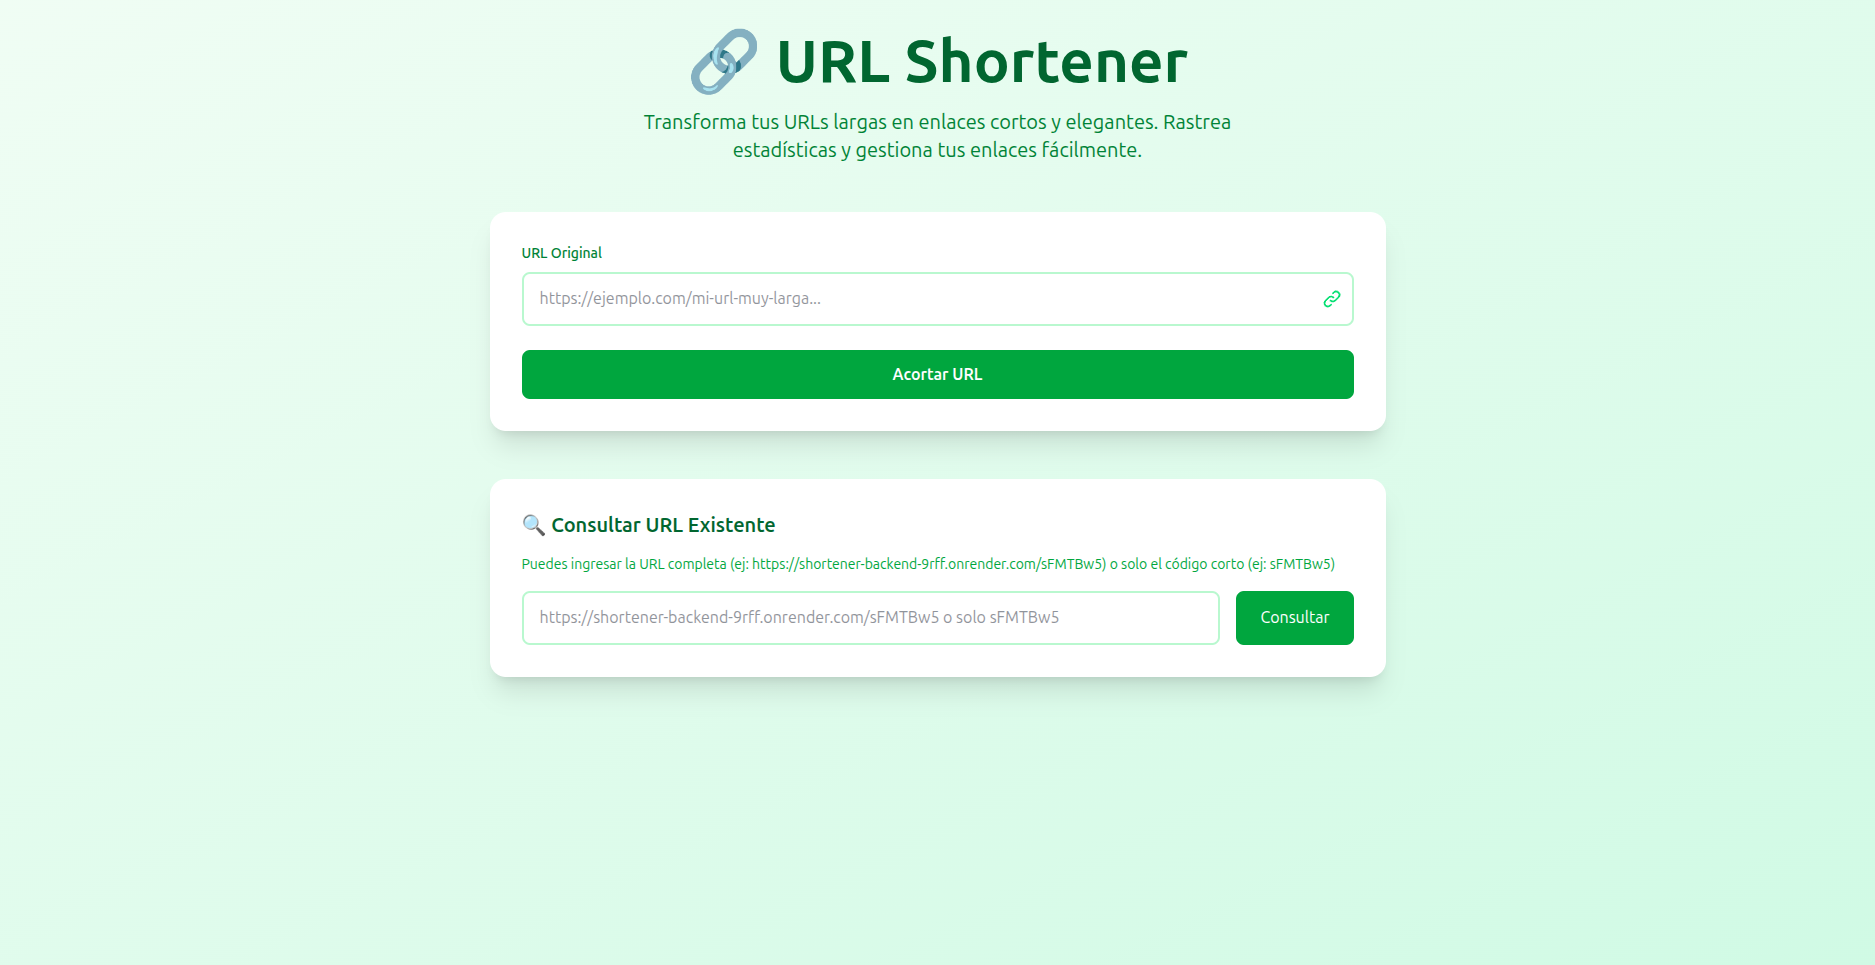 URL Shortener
Transforma tus URLs largas en enlaces cortos y elegantes. Rastrea
estadísticas y gestiona tus enlaces fácilmente.
URL Original
https://ejemplo.com/mi-url-muy-larga...
Acortar URL
Consultar URL Existente
Puedes ingresar la URL completa (ej: https://shortener-backend-9rff.onrender.com/sFMTBw5) o solo el código corto (ej: sFMTBw5)
https://shortener-backend-9rff.onrender.com/sFMTBw5 o solo sFMTBw5
Consultar